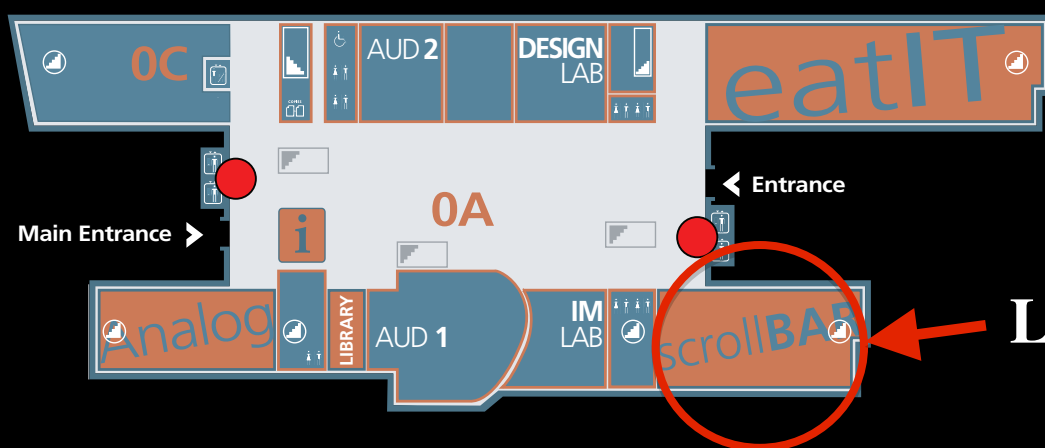 0C
AUD 2
DESIGN
LAB
eatIT
COPIES
Entrance
0A
Main Entrance
i
Analog
LIBRARY
AUD 1
IM
LAB
scrollBAR
L